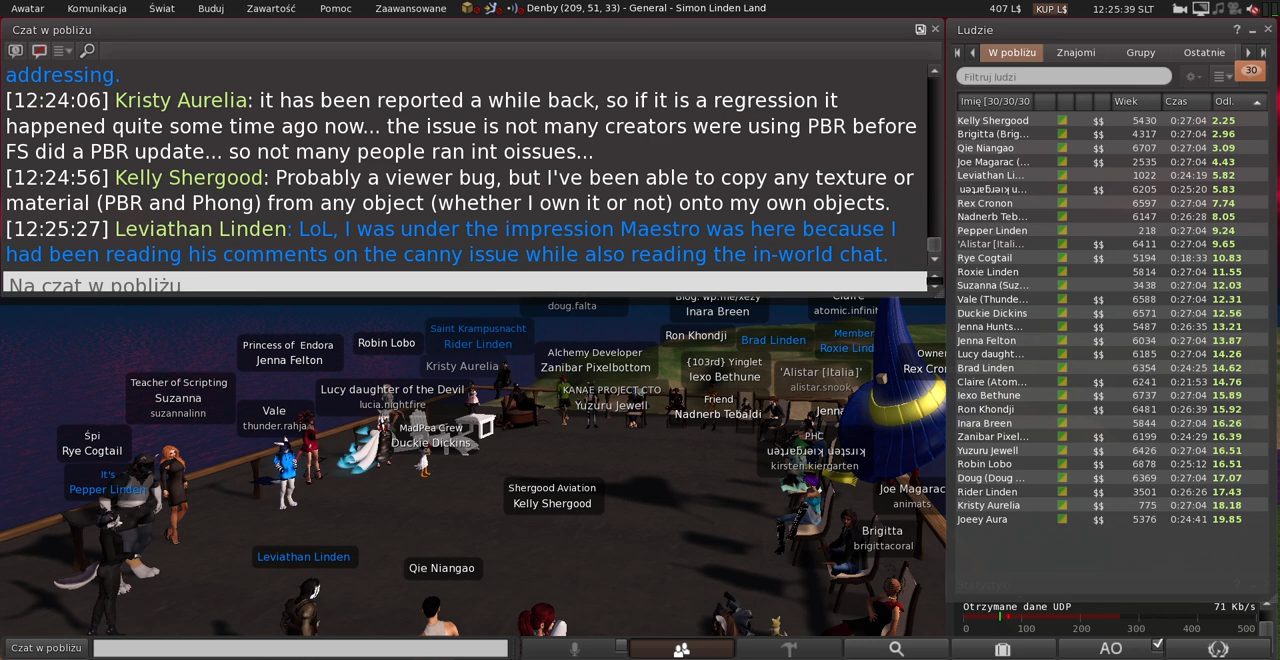 Awatar Komunikacja Świat Buduj Zawartość Pomoc Zaawansowane Denby (209, 51, 33) - General - Simon Linden Land 407 L$ KUP L$ 12:25:39 SLT
Czat w pobliżu
addressing.
[12:24:06] Kristy Aurelia: it has been reported a while back, so if it is a regression it
happened quite some time ago now... the issue is not many creators were using PBR before
FS did a PBR update... so not many people ran int oissues...
[12:24:56] Kelly Shergood: Probably a viewer bug, but I've been able to copy any texture or
material (PBR and Phong) from any object (whether I own it or not) onto my own objects.
[12:25:27] Leviathan Linden: LoL, I was under the impression Maestro was here because I
had been reading his comments on the canny issue while also reading the in-world chat.
Na czat w pobliżu
doug.falta
Inara Breen
Claire
atomic.infinit
Saint Krampusnacht
Rider Linden
Ron Khondji
Brad Linden
Member
Roxie Lind
Princess of Endora
Jenna Felton
Robin Lobo
Kristy Aurelia
Alchemy Developer
Zanibar Pixelbottom
{103rd} Yinglet
Iexo Bethune
'Alistar [Italia]'
alistar.snook
Owner
Rex Cron
Teacher of Scripting
Suzanna
suzannalinn
Lucy daughter of the Devil
lucia.nightfire
KANAE PROJECT CTO
Yuzuru Jewell
Friend
Nadnerb Tebaldi
Jenna
Vale
thunder.rahja
MadPea Crew
Duckie Dickins
Śpi
Rye Cogtail
PHC
kirsten.kiergarten
It's
Pepper Linden
Shergood Aviation
Kelly Shergood
Joe Magarac
animats
Brigitta
brigittacoral
Leviathan Linden
Qie Niangao
Czat w pobliżu
Ludzie
W pobliżu Znajomi Grupy Ostatnie
Filtruj ludzi
30
Imię [30/30/30 Wiek Czas Odl.
Kelly Shergood $$ 5430 0:27:04 2.25
Brigitta (Brig... $$ 4317 0:27:04 2.96
Qie Niangao $$ 6707 0:27:04 3.09
Joe Magarac (... $$ 2535 0:27:04 4.43
Leviathan Li... 1022 0:24:19 5.82
$$ 6205 0:25:20 5.83
Rex Cronon 6597 0:27:04 7.74
Nadnerb Teb... 6147 0:26:28 8.05
Pepper Linden 218 0:27:04 9.24
'Alistar [Itali... $$ 6411 0:27:04 9.65
Rye Cogtail $$ 5194 0:18:33 10.83
Roxie Linden 5814 0:27:04 11.55
Suzanna (Suz... 3438 0:27:04 12.03
Vale (Thunde... $$ 6588 0:27:04 12.31
Duckie Dickins $$ 6571 0:27:04 12.56
Jenna Hunts... $$ 5487 0:26:35 13.21
Jenna Felton $$ 6034 0:27:04 13.87
Lucy daught... $$ 6185 0:27:04 14.26
Brad Linden 6354 0:24:25 14.62
Claire (Atom... $$ 6241 0:21:53 14.76
Iexo Bethune $$ 6737 0:27:04 15.89
Ron Khondji $$ 6481 0:26:39 15.92
Inara Breen 5844 0:27:04 16.26
Zanibar Pixel... $$ 6199 0:24:29 16.39
Yuzuru Jewell $$ 6426 0:27:04 16.51
Robin Lobo $$ 6878 0:25:12 16.51
Doug (Doug ... $$ 6369 0:27:04 17.07
Rider Linden $$ 3501 0:26:26 17.43
Kristy Aurelia $$ 775 0:27:04 18.18
Joeey Aura $$ 5376 0:24:41 19.85
Otrzymane dane UDP 71 Kb/s
0 100 200 300 400 500
AO